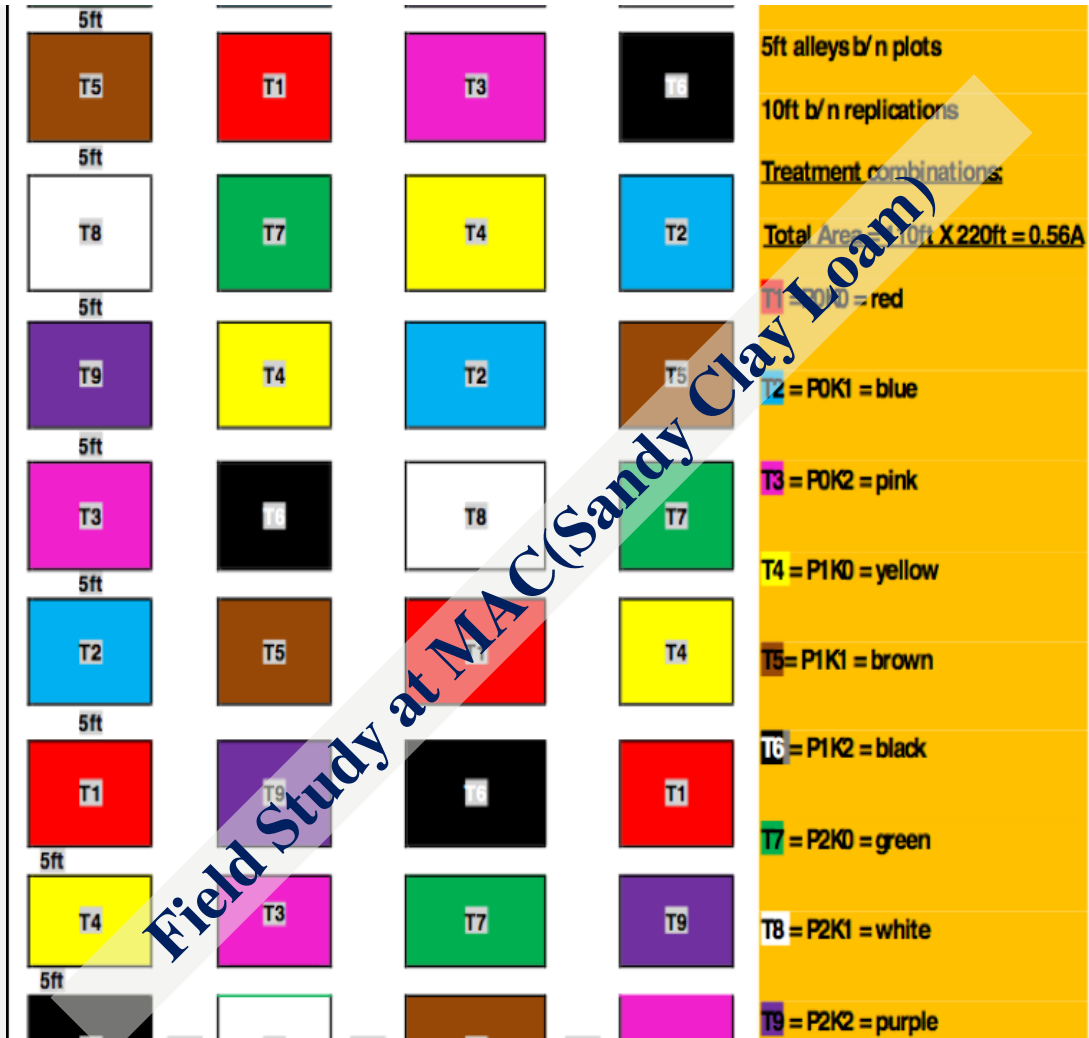 5ft
T5 T1 T3 T6
5ft
T8 T7 T4 T2
5ft
T9 T4 T2 T5
5ft
T3 T6 T8 T7
5ft
T2 T5 T1 T4
5ft
T1 T9 T6 T1
5ft
T4 T3 T7 T9
5ft
5ft alleys b/n plots
10ft b/n replications
Treatment combinations:
Total Area = 110ft X 220ft = 0.56A
T1 = P0K0 = red
T2 = P0K1 = blue
T3 = P0K2 = pink
T4 = P1K0 = yellow
T5= P1K1 = brown
T6 = P1K2 = black
T7 = P2K0 = green
T8 = P2K1 = white
T9 = P2K2 = purple
Field Study at MAC(Sandy Clay Loam)